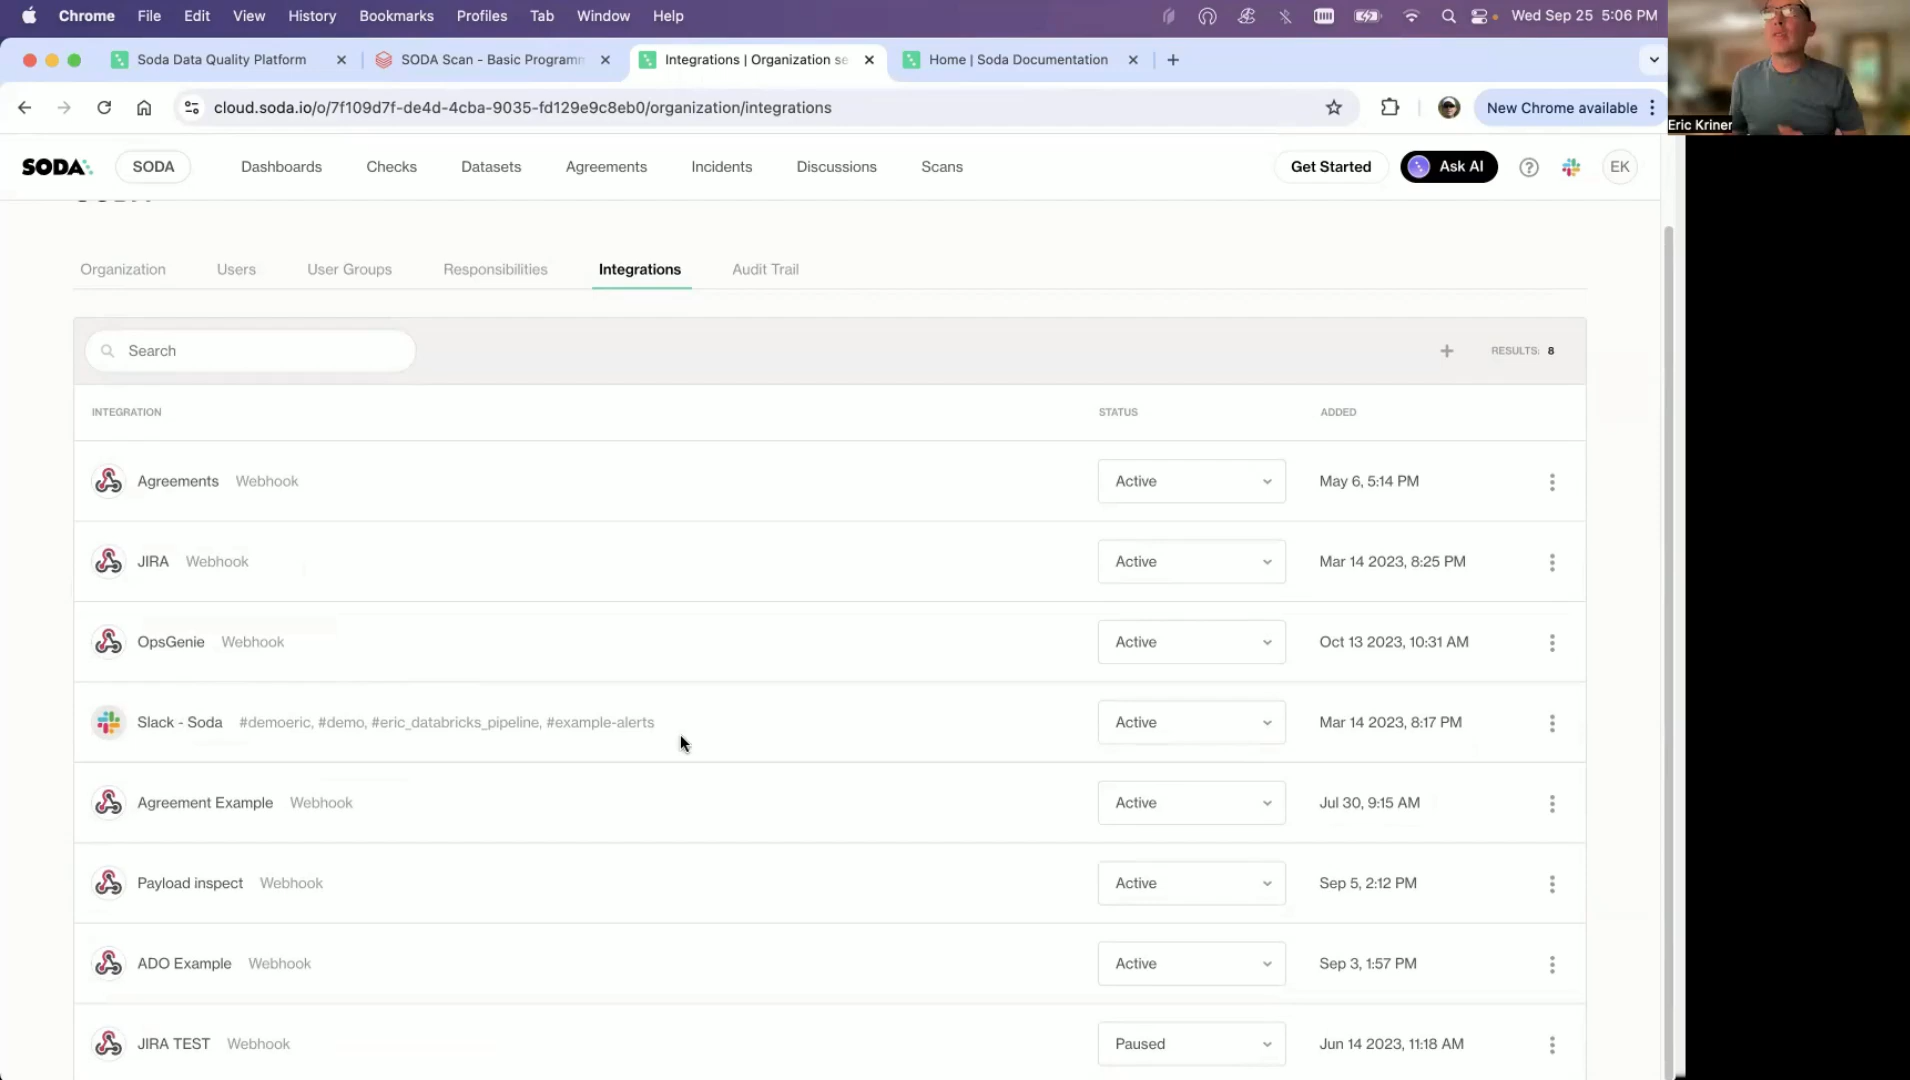 Chrome File Edit View History Bookmarks Profiles Tab Window Help Wed Sep 25 5:06 PM
Soda Data Quality Platform SODA Scan - Basic Programm Integrations | Organization se Home | Soda Documentation
cloud.soda.io/o/7f109d7f-de4d-4cba-9035-fd129e9c8eb0/organization/integrations New Chrome available
Eric Kriner
SODA SODA Dashboards Checks Datasets Agreements Incidents Discussions Scans Get Started Ask AI EK
Organization Users User Groups Responsibilities Integrations Audit Trail
Search RESULTS: 8
INTEGRATION STATUS ADDED
Agreements Webhook Active May 6, 5:14 PM
JIRA Webhook Active Mar 14 2023, 8:25 PM
OpsGenie Webhook Active Oct 13 2023, 10:31 AM
Slack - Soda #demoeric, #demo, #eric_databricks_pipeline, #example-alerts Active Mar 14 2023, 8:17 PM
Agreement Example Webhook Active Jul 30, 9:15 AM
Payload inspect Webhook Active Sep 5, 2:12 PM
ADO Example Webhook Active Sep 3, 1:57 PM
JIRA TEST Webhook Paused Jun 14 2023, 11:18 AM